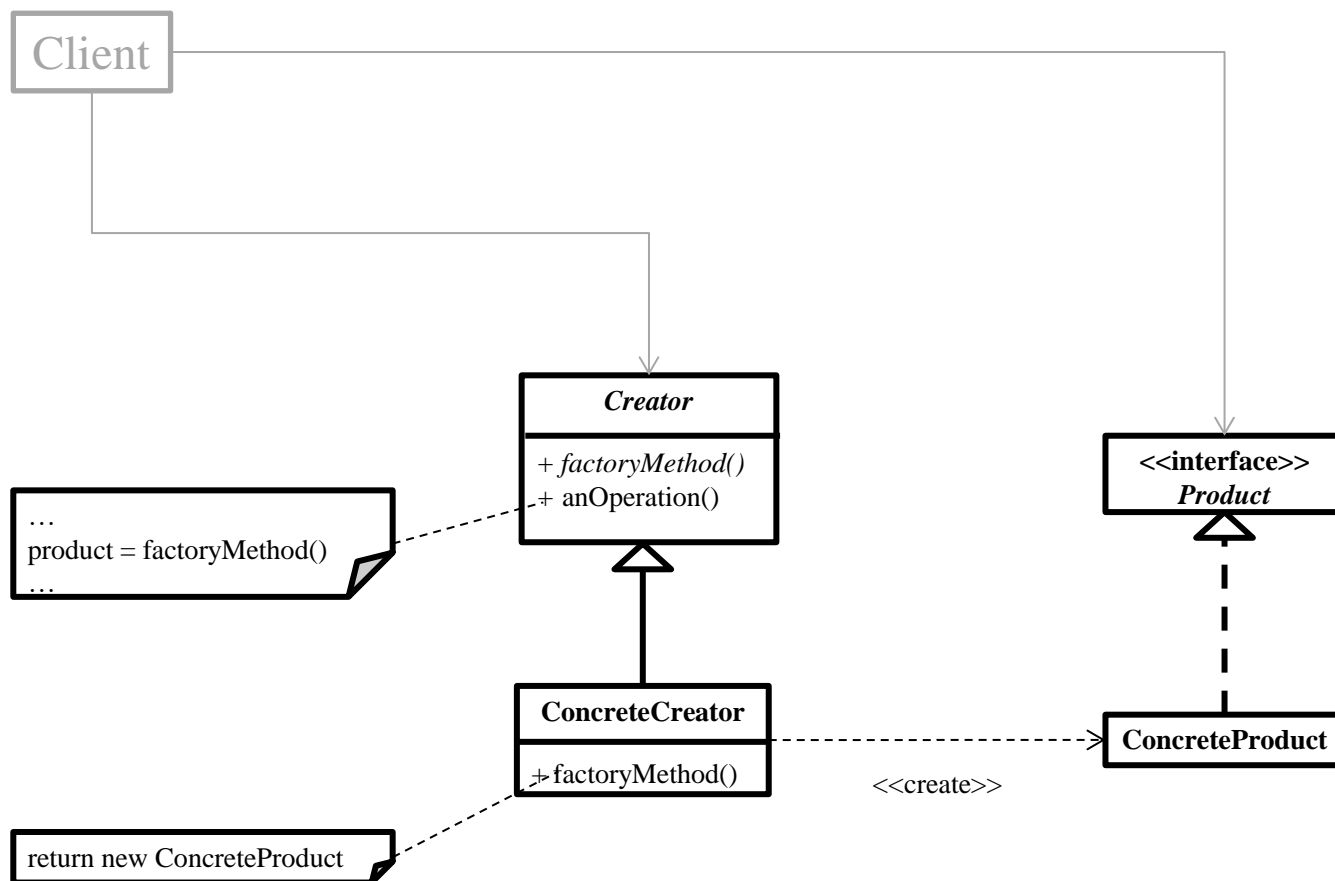 Client
Creator
+ factoryMethod()
+ anOperation()
<<interface>>
Product
…
product = factoryMethod()
…
ConcreteCreator
+ factoryMethod()
<<create>>
ConcreteProduct
return new ConcreteProduct